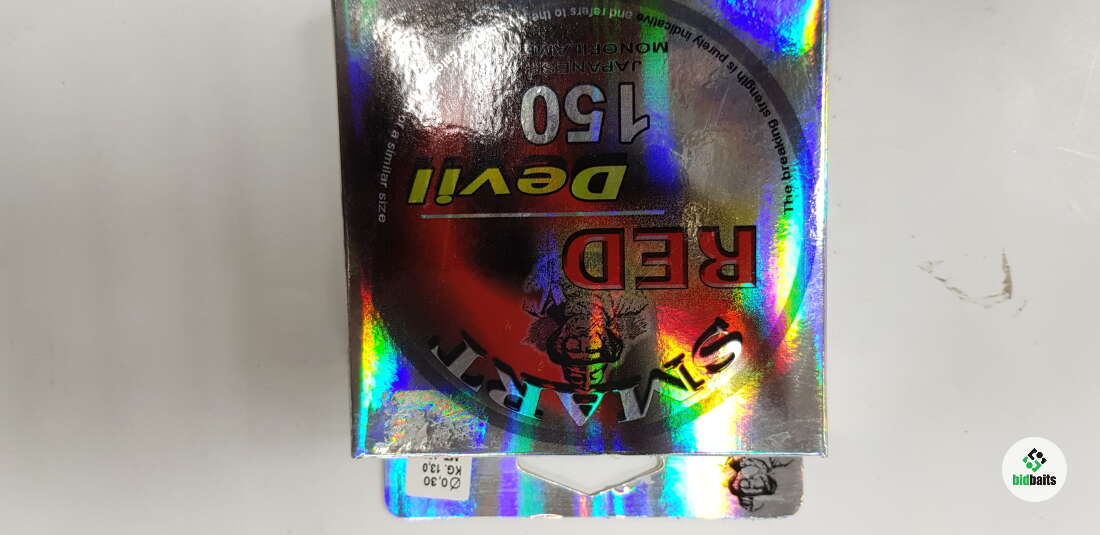 SMART
RED
Devil
150
JAPANESE
MONOFILAM
The breaking strength is purely indicative and refers to the
a similar size
Ø0,30
KG. 13,0
bidbaits